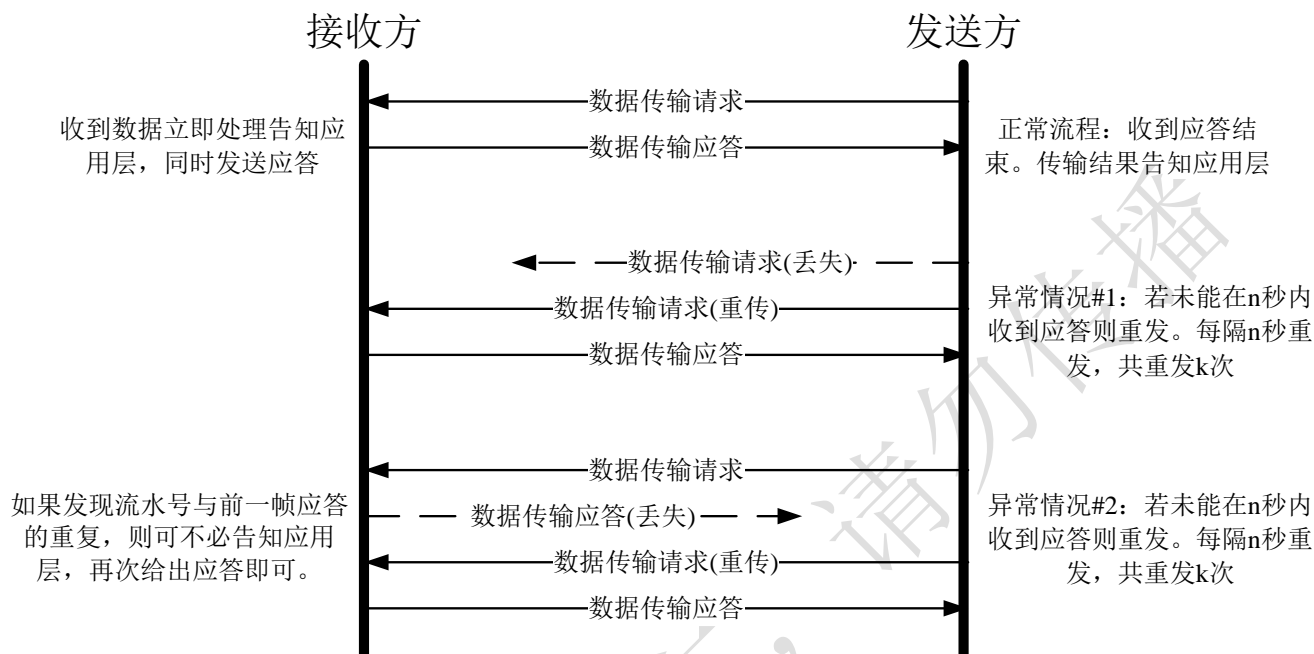 接收方
发送方
数据传输请求
收到数据立即处理告知应
用层，同时发送应答
数据传输应答
正常流程：收到应答结
束。传输结果告知应用层
数据传输请求(丢失)
数据传输请求(重传)
数据传输应答
异常情况#1：若未能在n秒内
收到应答则重发。每隔n秒重
发，共重发k次
数据传输请求
如果发现流水号与前一帧应答
的重复，则可不必告知应用
层，再次给出应答即可。
数据传输应答(丢失)
数据传输请求(重传)
数据传输应答
异常情况#2：若未能在n秒内
收到应答则重发。每隔n秒重
发，共重发k次
，请勿传播